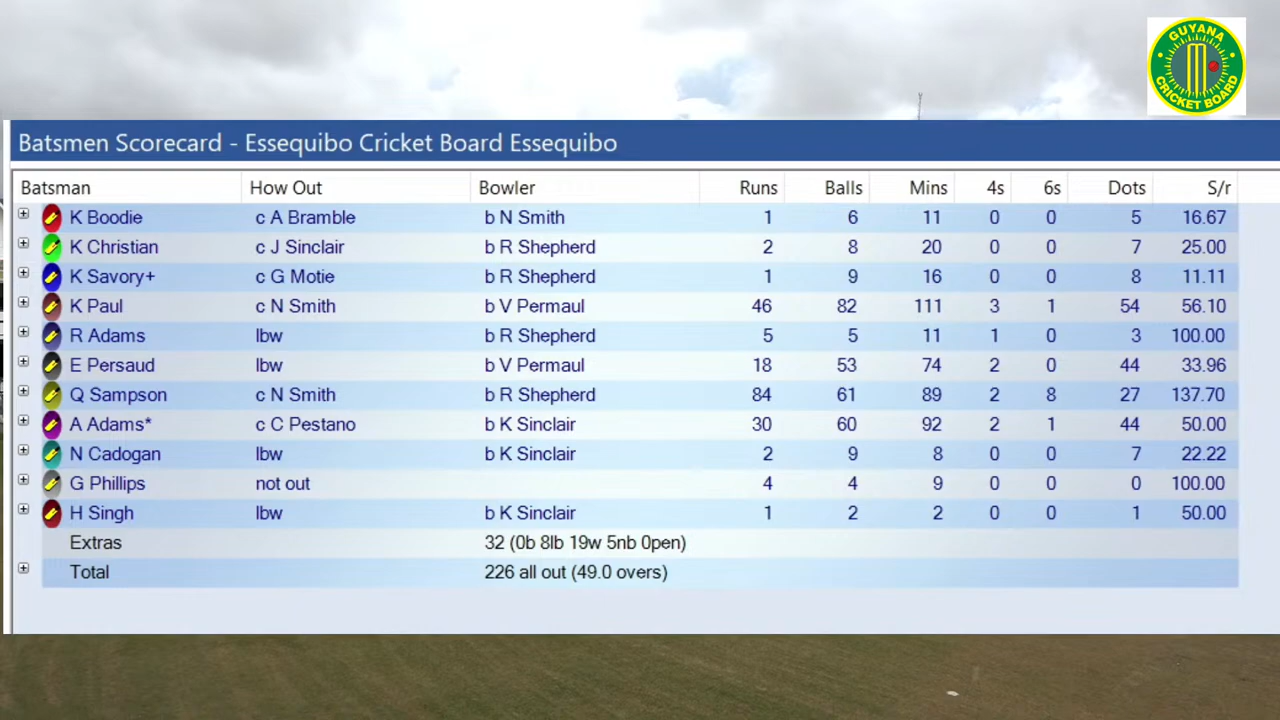 GUYANA
CRICKET BOARD
Batsmen Scorecard - Essequibo Cricket Board Essequibo
Batsman How Out Bowler Runs Balls Mins 4s 6s Dots S/r
K Boodie c A Bramble b N Smith 1 6 11 0 0 5 16.67
K Christian c J Sinclair b R Shepherd 2 8 20 0 0 7 25.00
K Savory+ c G Motie b R Shepherd 1 9 16 0 0 8 11.11
K Paul c N Smith b V Permaul 46 82 111 3 1 54 56.10
R Adams lbw b R Shepherd 5 5 11 1 0 3 100.00
E Persaud lbw b V Permaul 18 53 74 2 0 44 33.96
Q Sampson c N Smith b R Shepherd 84 61 89 2 8 27 137.70
A Adams* c C Pestano b K Sinclair 30 60 92 2 1 44 50.00
N Cadogan lbw b K Sinclair 2 9 8 0 0 7 22.22
G Phillips not out 4 4 9 0 0 0 100.00
H Singh lbw b K Sinclair 1 2 2 0 0 1 50.00
Extras 32 (0b 8lb 19w 5nb 0pen)
Total 226 all out (49.0 overs)